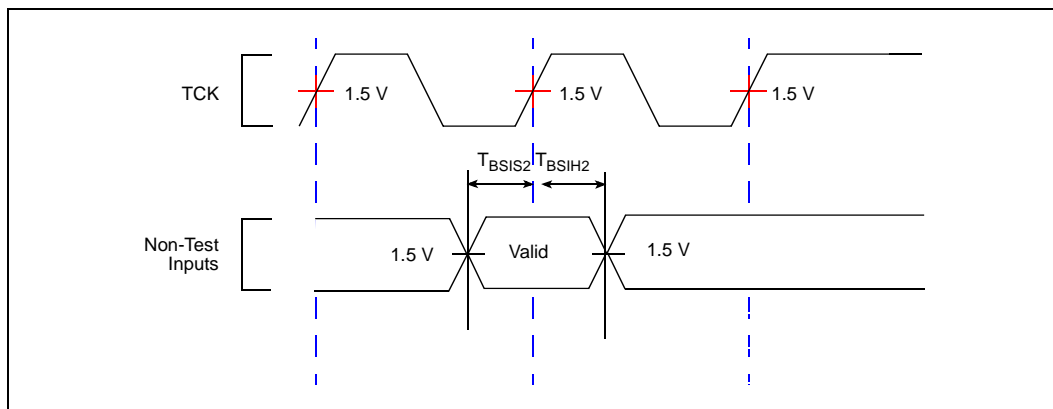 TCK
1.5 V
1.5 V
1.5 V
TBSIS2
TBSIH2
Non-Test
Inputs
1.5 V
Valid
1.5 V